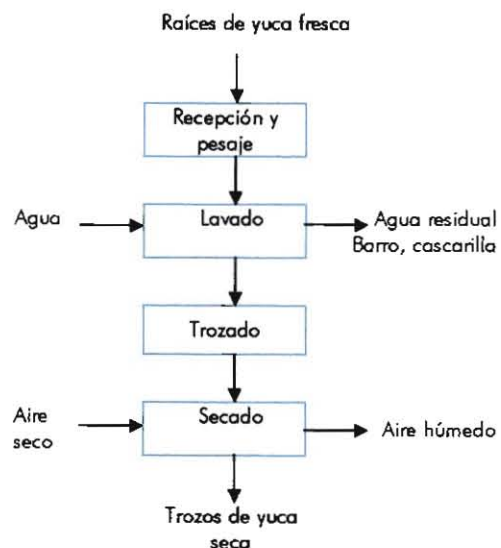 Raíces de yuca fresca
Recepción y
pesaje
Agua
Lavado
Agua residual
Barro, cascarilla
Trozado
Aire
seco
Secado
Aire húmedo
Trozos de yuca
seca